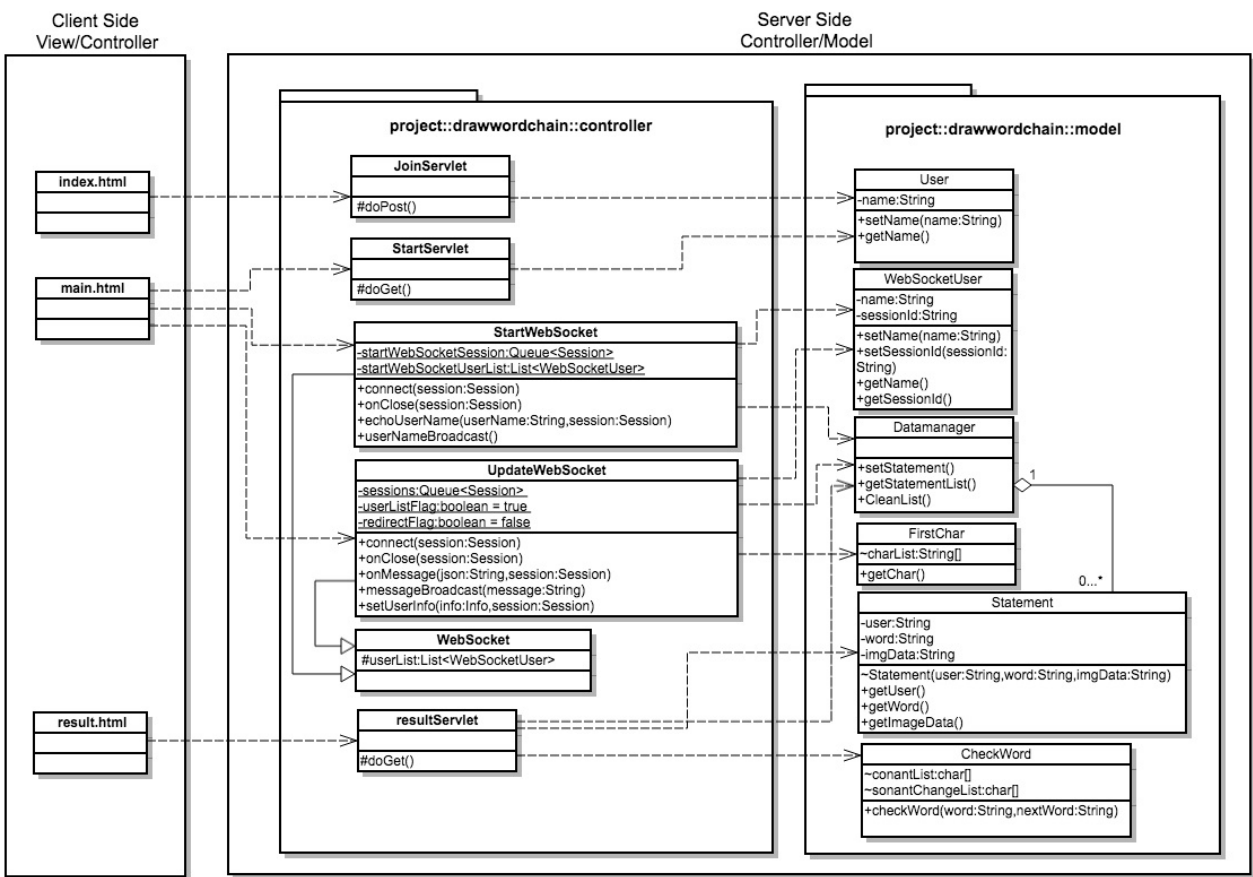 Client Side
View/Controller
Server Side
Controller/Model
index.html
main.html
result.html
project::drawwordchain::controller
JoinServlet
#doPost()
StartServlet
#doGet()
StartWebSocket
-startWebSocketSession:Queue<Session>
-startWebSocketUserList:List<WebSocketUser>
+connect(session:Session)
+onClose(session:Session)
+echoUserName(userName:String,session:Session)
+userNameBroadcast()
UpdateWebSocket
-sessions:Queue<Session>
-userListFlag:boolean = true
-redirectFlag:boolean = false
+connect(session:Session)
+onClose(session:Session)
+onMessage(json:String,session:Session)
+messageBroadcast(message:String)
+setUserInfo(info:Info,session:Session)
WebSocket
#userList:List<WebSocketUser>
resultServlet
#doGet()
project::drawwordchain::model
User
-name:String
+setName(name:String)
+getName()
WebSocketUser
-name:String
-sessionId:String
+setName(name:String)
+setSessionId(sessionId:
String)
+getName()
+getSessionId()
Datamanager
+setStatement()
+getStatementList()
+CleanList()
1
FirstChar
~charList:String[]
+getChar()
0...*
Statement
-user:String
-word:String
-imgData:String
~Statement(user:String,word:String,imgData:String)
+getUser()
+getWord()
+getImageData()
CheckWord
~conantList:char[]
~sonantChangeList:char[]
+checkWord(word:String,nextWord:String)